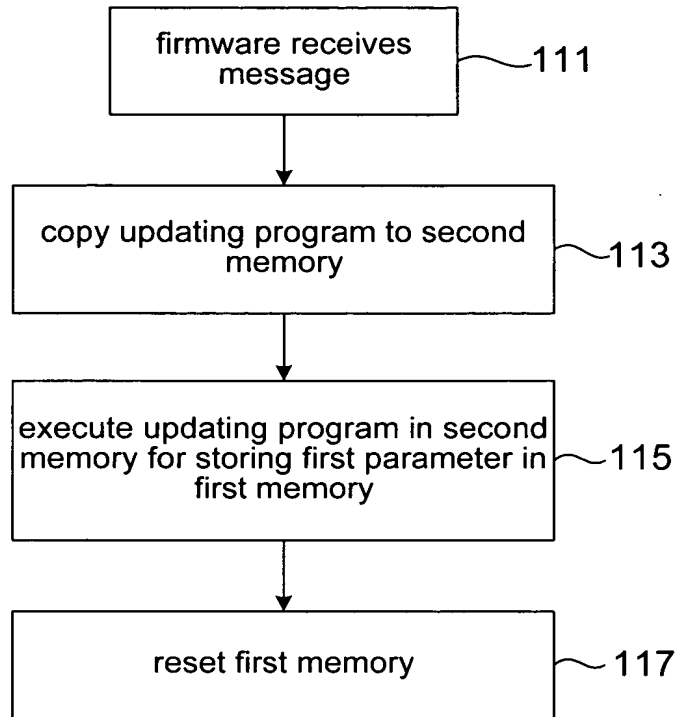 firmware receives
message
111
copy updating program to second
memory
113
execute updating program in second
memory for storing first parameter in
first memory
115
reset first memory
117